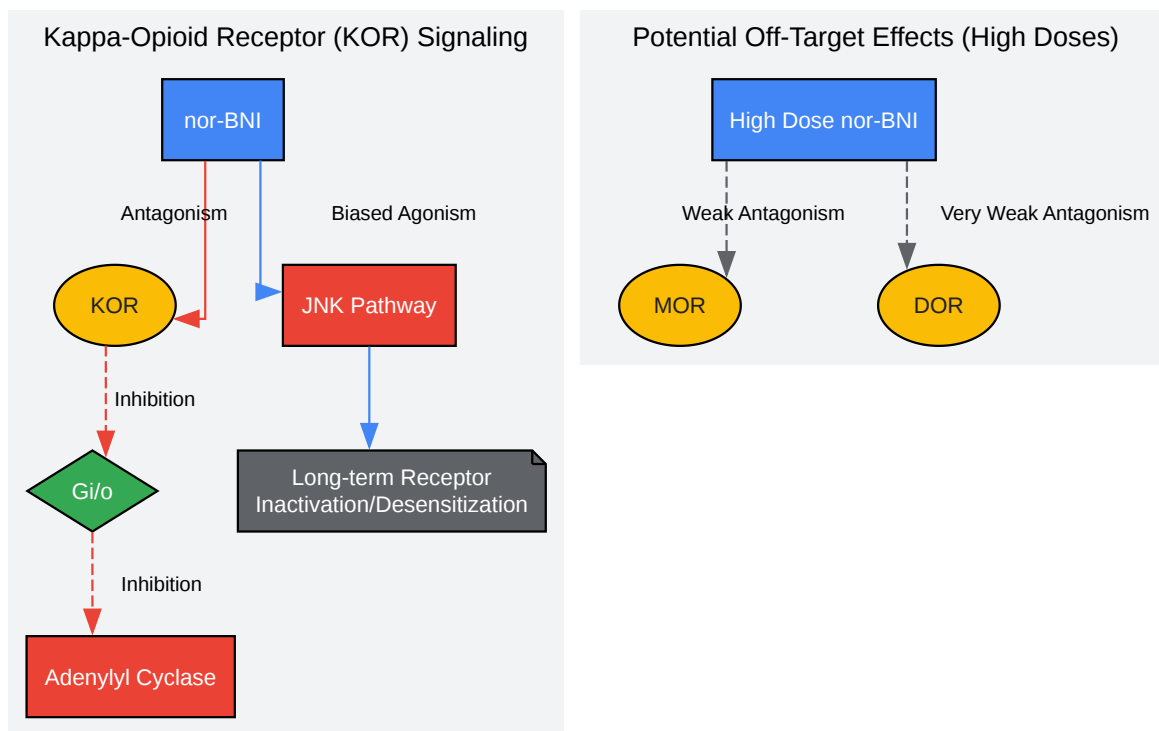 Kappa-Opioid Receptor (KOR) Signaling
nor-BNI
Antagonism
Biased Agonism
KOR
JNK Pathway
Inhibition
Gi/o
Long-term Receptor
Inactivation/Desensitization
Inhibition
Adenylyl Cyclase
Potential Off-Target Effects (High Doses)
High Dose nor-BNI
Weak Antagonism
Very Weak Antagonism
MOR
DOR